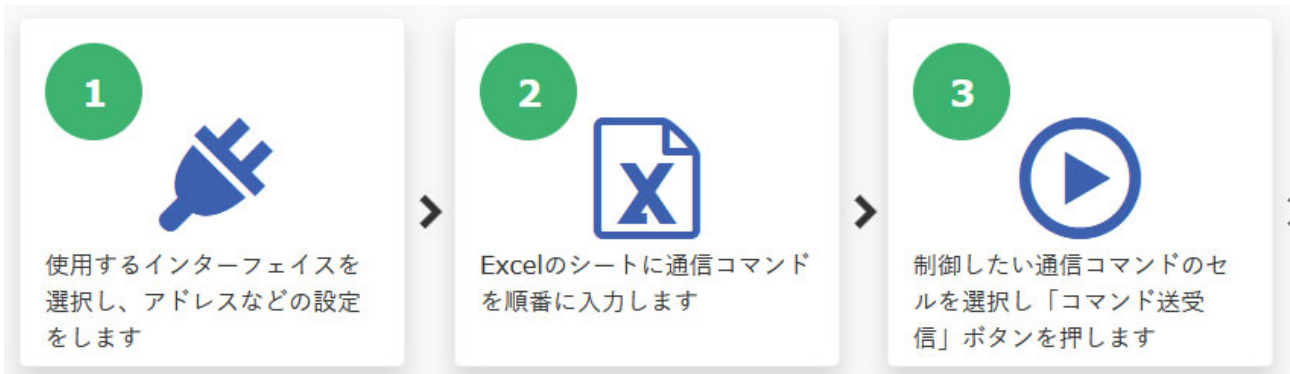 1
使用するインターフェイスを
選択し、アドレスなどの設定
をします
2
Excelのシートに通信コマンド
を順番に入力します
3
制御したい通信コマンドのセ
ルを選択し「コマンド送受
信」ボタンを押します